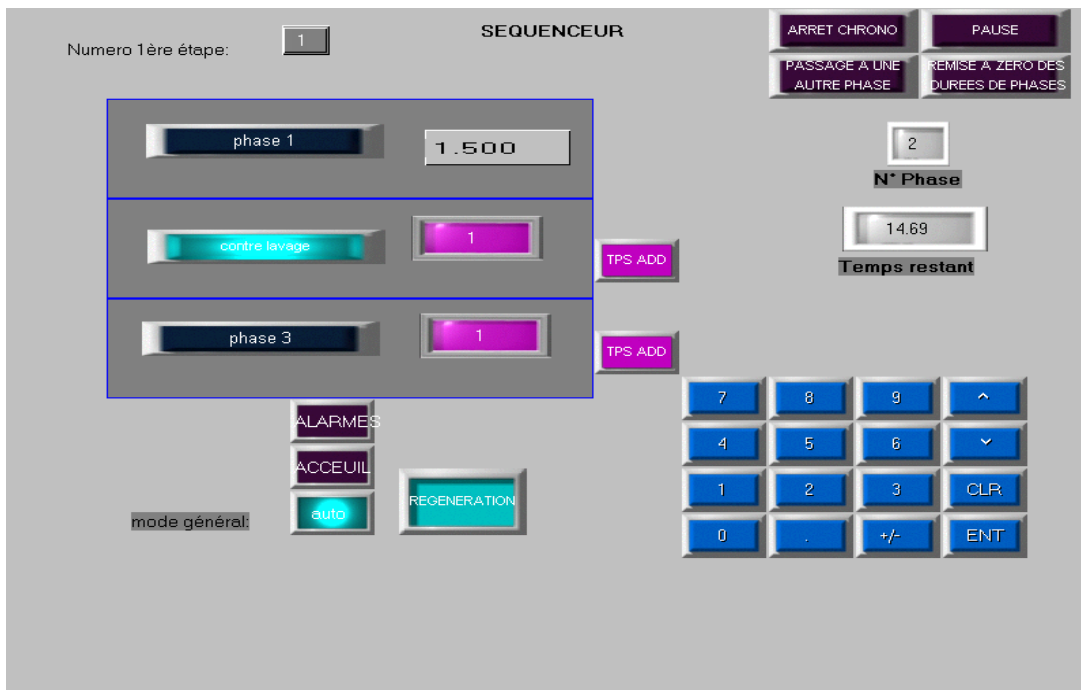 SEQUENCEUR
Numero 1ère étape:
1
ARRET CHRONO
PAUSE
PASSAGE A UNE
AUTRE PHASE
REMISE A ZERO DES
DUREES DE PHASES
phase 1
1.500
2
N° Phase
contre lavage
1
TPS ADD
14.69
Temps restant
phase 3
1
TPS ADD
ALARMES
ACCEUIL
mode général:
auto
REGENERATION
7 8 9 ^
4 5 6 v
1 2 3 CLR
0 . +/- ENT